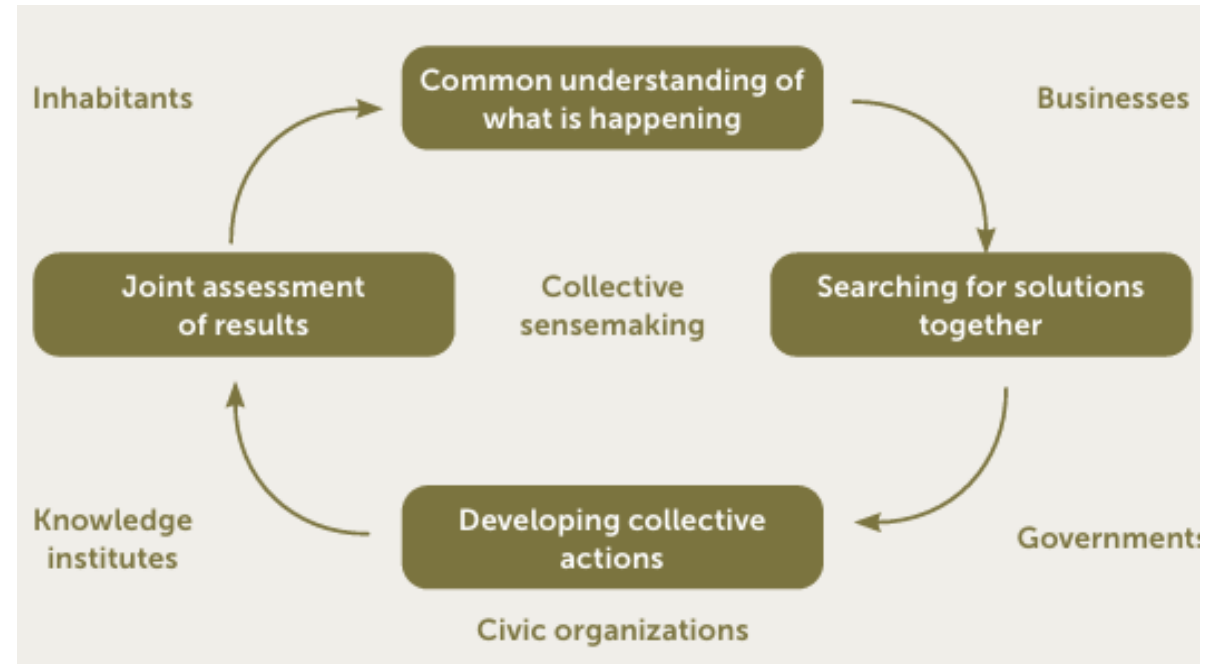 Common understanding of
what is happening
Inhabitants
Businesses
Joint assessment
of results
Collective
sensemaking
Searching for solutions
together
Knowledge
institutes
Developing collective
actions
Governments
Civic organizations